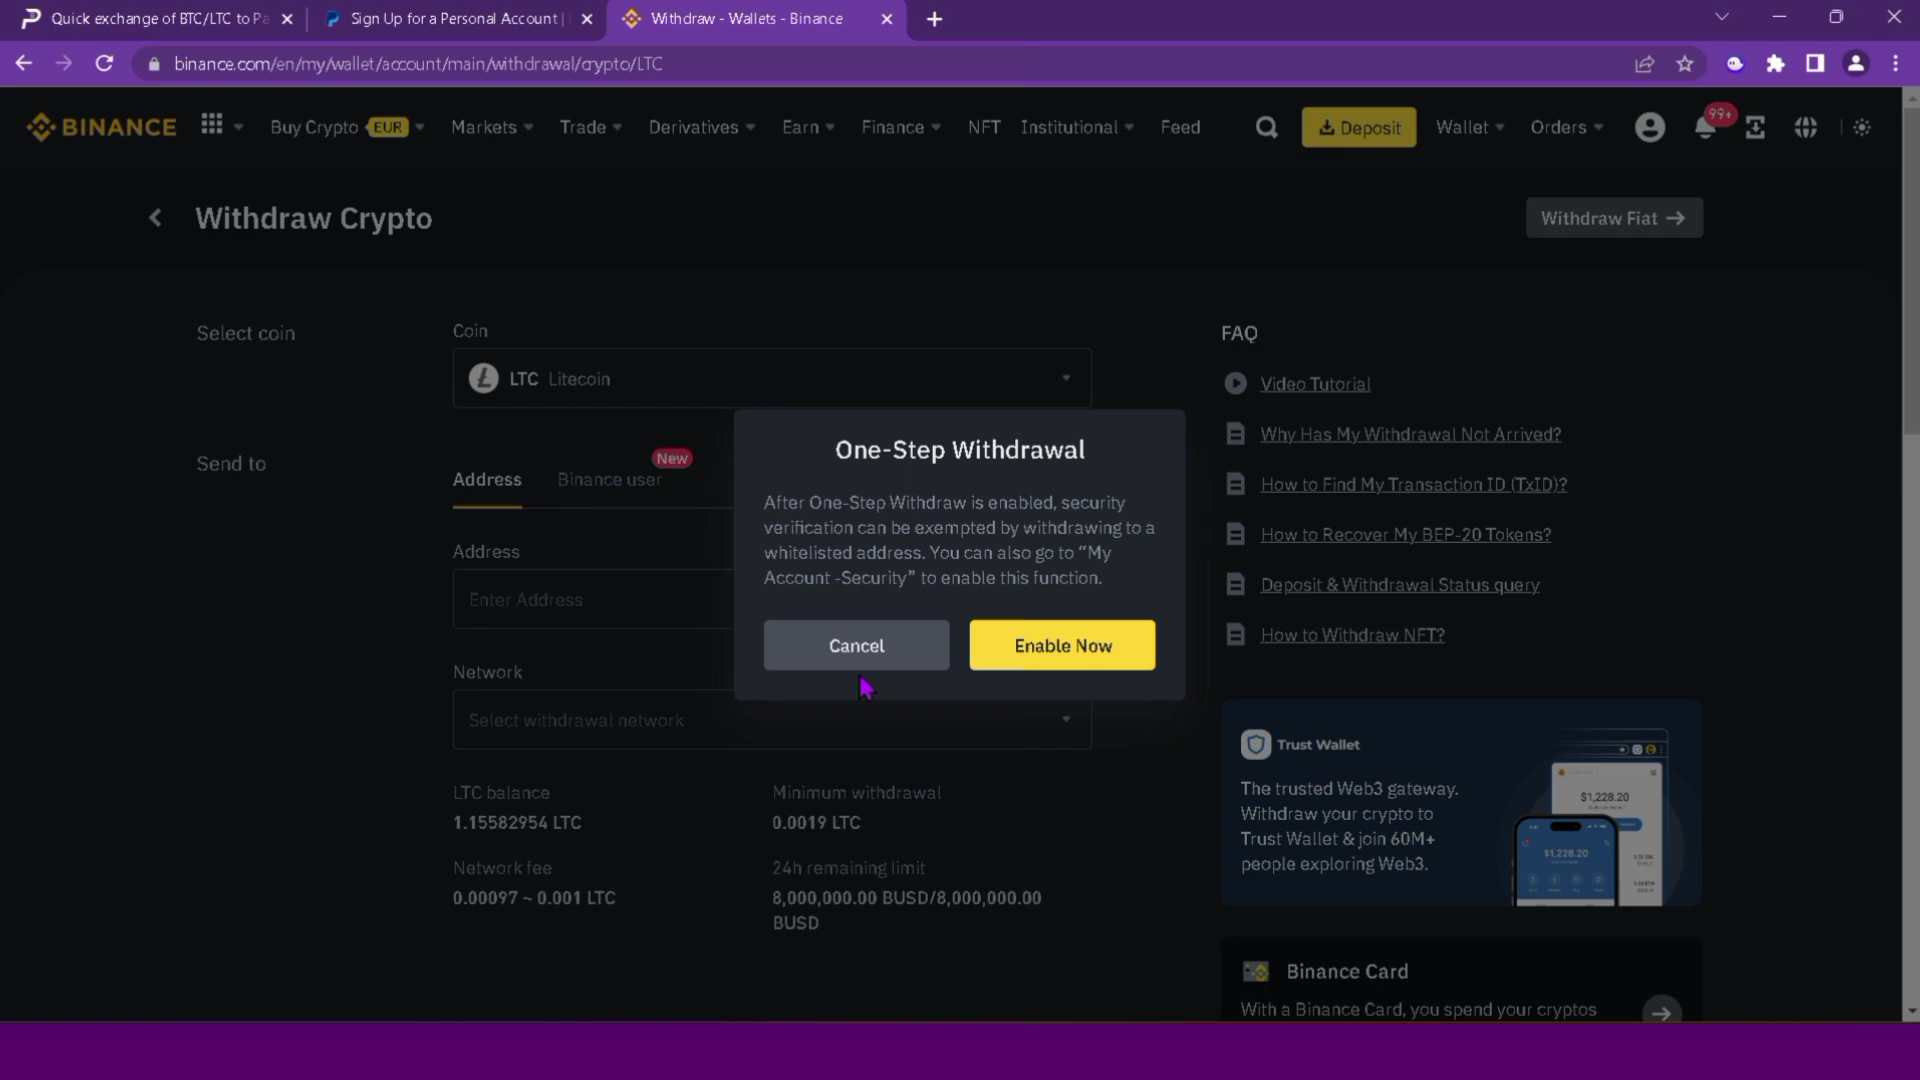 Quick exchange of BTC/LTC to Pa
Sign Up for a Personal Account |
Withdraw - Wallets - Binance
binance.com/en/my/wallet/account/main/withdrawal/crypto/LTC
BINANCE
Buy Crypto EUR
Markets
Trade
Derivatives
Earn
Finance
NFT
Institutional
Feed
Deposit
Wallet
Orders
99+
Withdraw Crypto
Withdraw Fiat
Select coin
Coin
LTC Litecoin
Send to
Address
Binance user
New
Address
Enter Address
Network
Select withdrawal network
LTC balance
1.15582954 LTC
Minimum withdrawal
0.0019 LTC
Network fee
0.00097 ~ 0.001 LTC
24h remaining limit
8,000,000.00 BUSD/8,000,000.00
BUSD
One-Step Withdrawal
After One-Step Withdraw is enabled, security
verification can be exempted by withdrawing to a
whitelisted address. You can also go to “My
Account -Security” to enable this function.
Cancel
Enable Now
FAQ
Video Tutorial
Why Has My Withdrawal Not Arrived?
How to Find My Transaction ID (TxID)?
How to Recover My BEP-20 Tokens?
Deposit & Withdrawal Status query
How to Withdraw NFT?
Trust Wallet
The trusted Web3 gateway.
Withdraw your crypto to
Trust Wallet & join 60M+
people exploring Web3.
$1,228.20
$1,228.20
Binance Card
With a Binance Card, you spend your cryptos